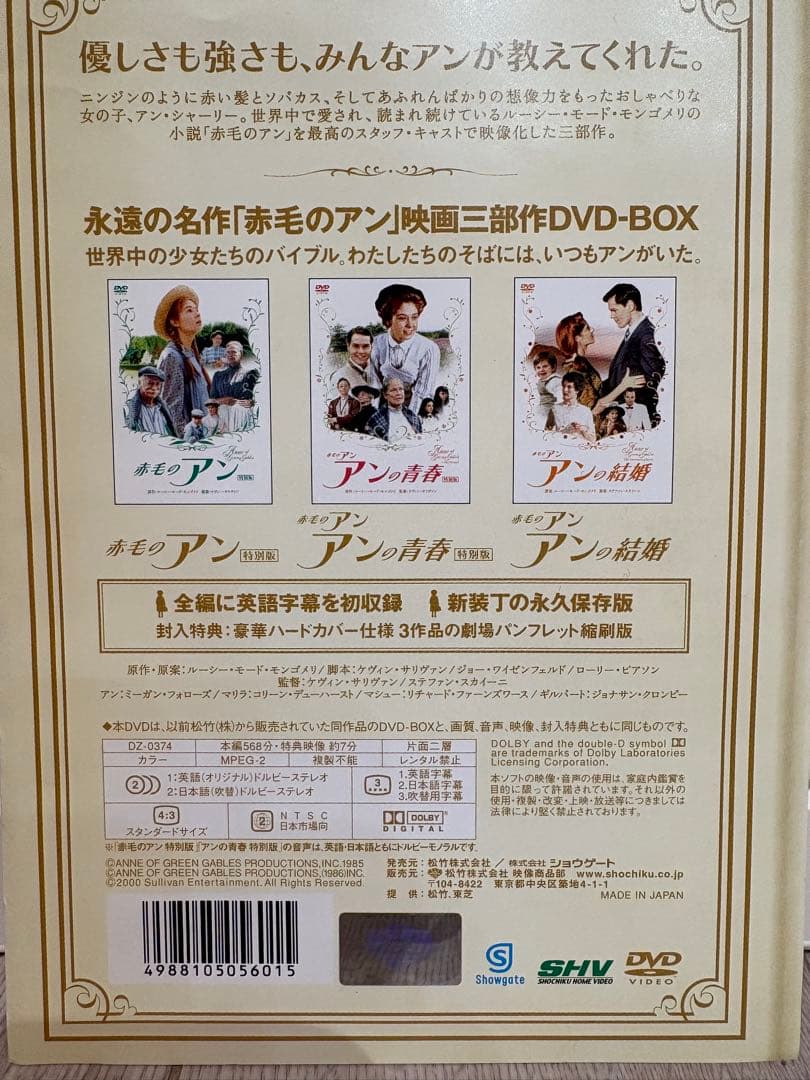 優しさも強さも、みんなアンが教えてくれた。
ニンジンのように赤い髪とソバカス、そしてあふれんばかりの想像力をもったおしゃべりな
女の子、アン・シャーリー。世界中で愛され、読まれ続けているルーシー・モード・モンゴメリの
小説「赤毛のアン」を最高のスタッフ・キャストで映像化した三部作。
永遠の名作「赤毛のアン」映画三部作DVD-BOX
世界中の少女たちのバイブル。わたしたちのそばには、いつもアンがいた。
DVD
赤毛のアン 特別版
DVD
赤毛のアン
アンの青春 特別版
DVD
赤毛のアン
アンの結婚
赤毛のアン 特別版
赤毛のアン
アンの青春 特別版
赤毛のアン
アンの結婚
全編に英語字幕を初収録 新装丁の永久保存版
封入特典:豪華ハードカバー仕様 3作品の劇場パンフレット縮刷版
原作・原案:ルーシー・モード・モンゴメリ/脚本:ケヴィン・サリヴァン/ジョー・ワイゼンフェルド/ローリー・ピアソン
監督:ケヴィン・サリヴァン/ステファン・スカイーニ
アン:ミーガン・フォローズ/マリラ:コリーン・デューハースト/マシュー:リチャード・ファーンズワース/ギルバート:ジョナサン・クロンビー
◆本DVDは、以前松竹(株)から販売されていた同作品のDVD-BOXと、画質、音声、映像、封入特典ともに同じものです。
DZ-0374 本編568分・特典映像 約7分 片面二層
カラー MPEG-2 複製不能 レンタル禁止
2 1:英語(オリジナル)ドルビーステレオ
2:日本語(吹替)ドルビーステレオ
3 1.英語字幕
2.日本語字幕
3.吹替用字幕
4:3
スタンダードサイズ
2 NTSC
日本市場向
DOLBY
DIGITAL
DOLBY and the double-D symbol
are trademarks of Dolby Laboratories
Licensing Corporation.
本ソフトの映像・音声の使用は、家庭内鑑賞を
目的に限って許諾されています。それ以外の
使用・複製・改変・上映・放送等につきましては
法律により堅く禁止されております。
※「赤毛のアン 特別版」「アンの青春 特別版」の音声は、英語・日本語ともにドルビーモノラルです。
©ANNE OF GREEN GABLES PRODUCTIONS,INC.1985
©ANNE OF GREEN GABLES PRODUCTIONS,(1986)INC.
©2000 Sullivan Entertainment. All Rights Reserved.
発売元: 松竹株式会社/株式会社ショウゲート
販売元: 松竹株式会社 映像商品部 www.shochiku.co.jp
〒104-8422 東京都中央区築地4-1-1
提 供: 松竹、東芝 MADE IN JAPAN
4988105056015
Showgate
SHV
SHOCHIKU HOME VIDEO
DVD
VIDEO